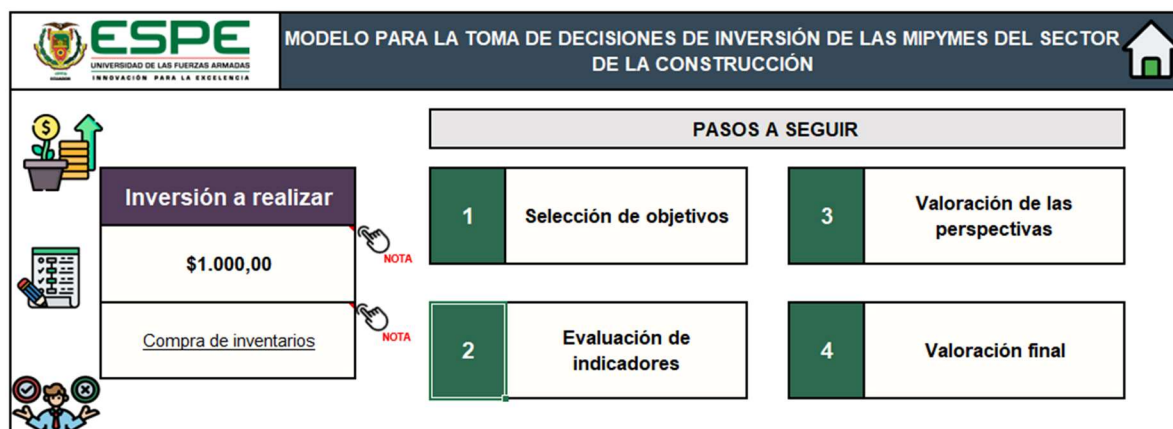 ESPE
UNIVERSIDAD DE LAS FUERZAS ARMADAS
INNOVACIÓN PARA LA EXCELENCIA
MODELO PARA LA TOMA DE DECISIONES DE INVERSIÓN DE LAS MIPYMES DEL SECTOR
DE LA CONSTRUCCIÓN
PASOS A SEGUIR
Inversión a realizar
$1.000,00
NOTA
Compra de inventarios
NOTA
1
Selección de objetivos
2
Evaluación de
indicadores
3
Valoración de las
perspectivas
4
Valoración final